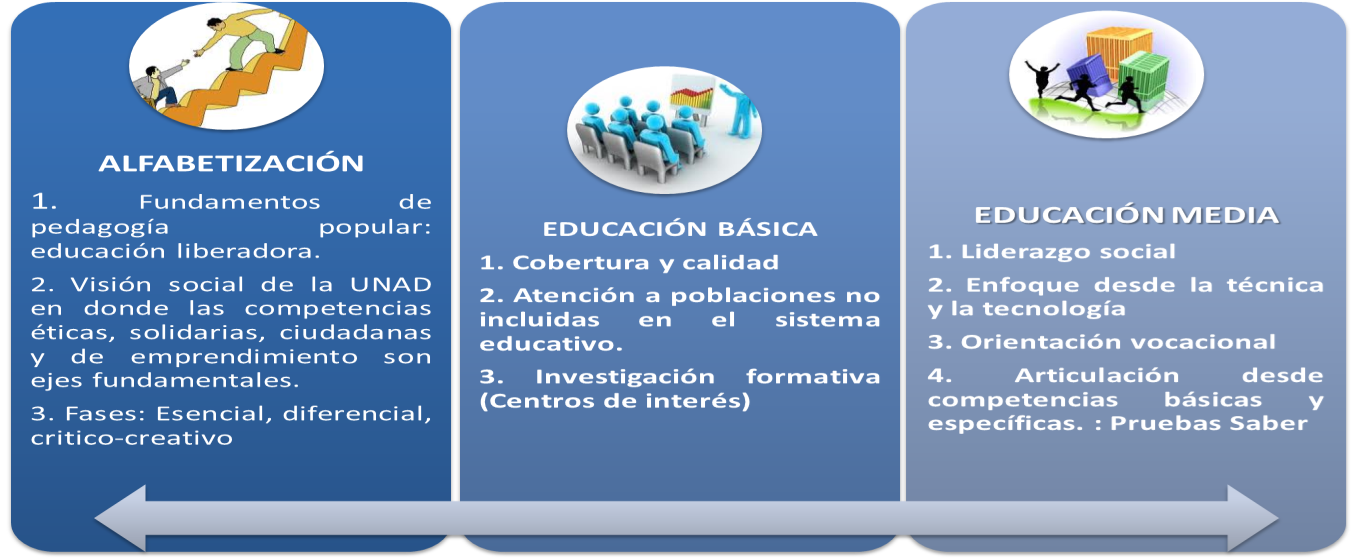 ALFABETIZACIÓN
1. Fundamentos de
pedagogía popular:
educación liberadora.
2. Visión social de la UNAD
en donde las competencias
éticas, solidarias, ciudadanas
y de emprendimiento son
ejes fundamentales.
3. Fases: Esencial, diferencial,
critico-creativo
EDUCACIÓN BÁSICA
1. Cobertura y calidad
2. Atención a poblaciones no
incluidas en el sistema
educativo.
3. Investigación formativa
(Centros de interés)
EDUCACIÓN MEDIA
1. Liderazgo social
2. Enfoque desde la técnica
y la tecnología
3. Orientación vocacional
4. Articulación desde
competencias básicas y
específicas. : Pruebas Saber